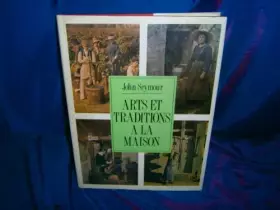 John Seymour
ARTS ET
TRADITIONS
A LA
MAISON